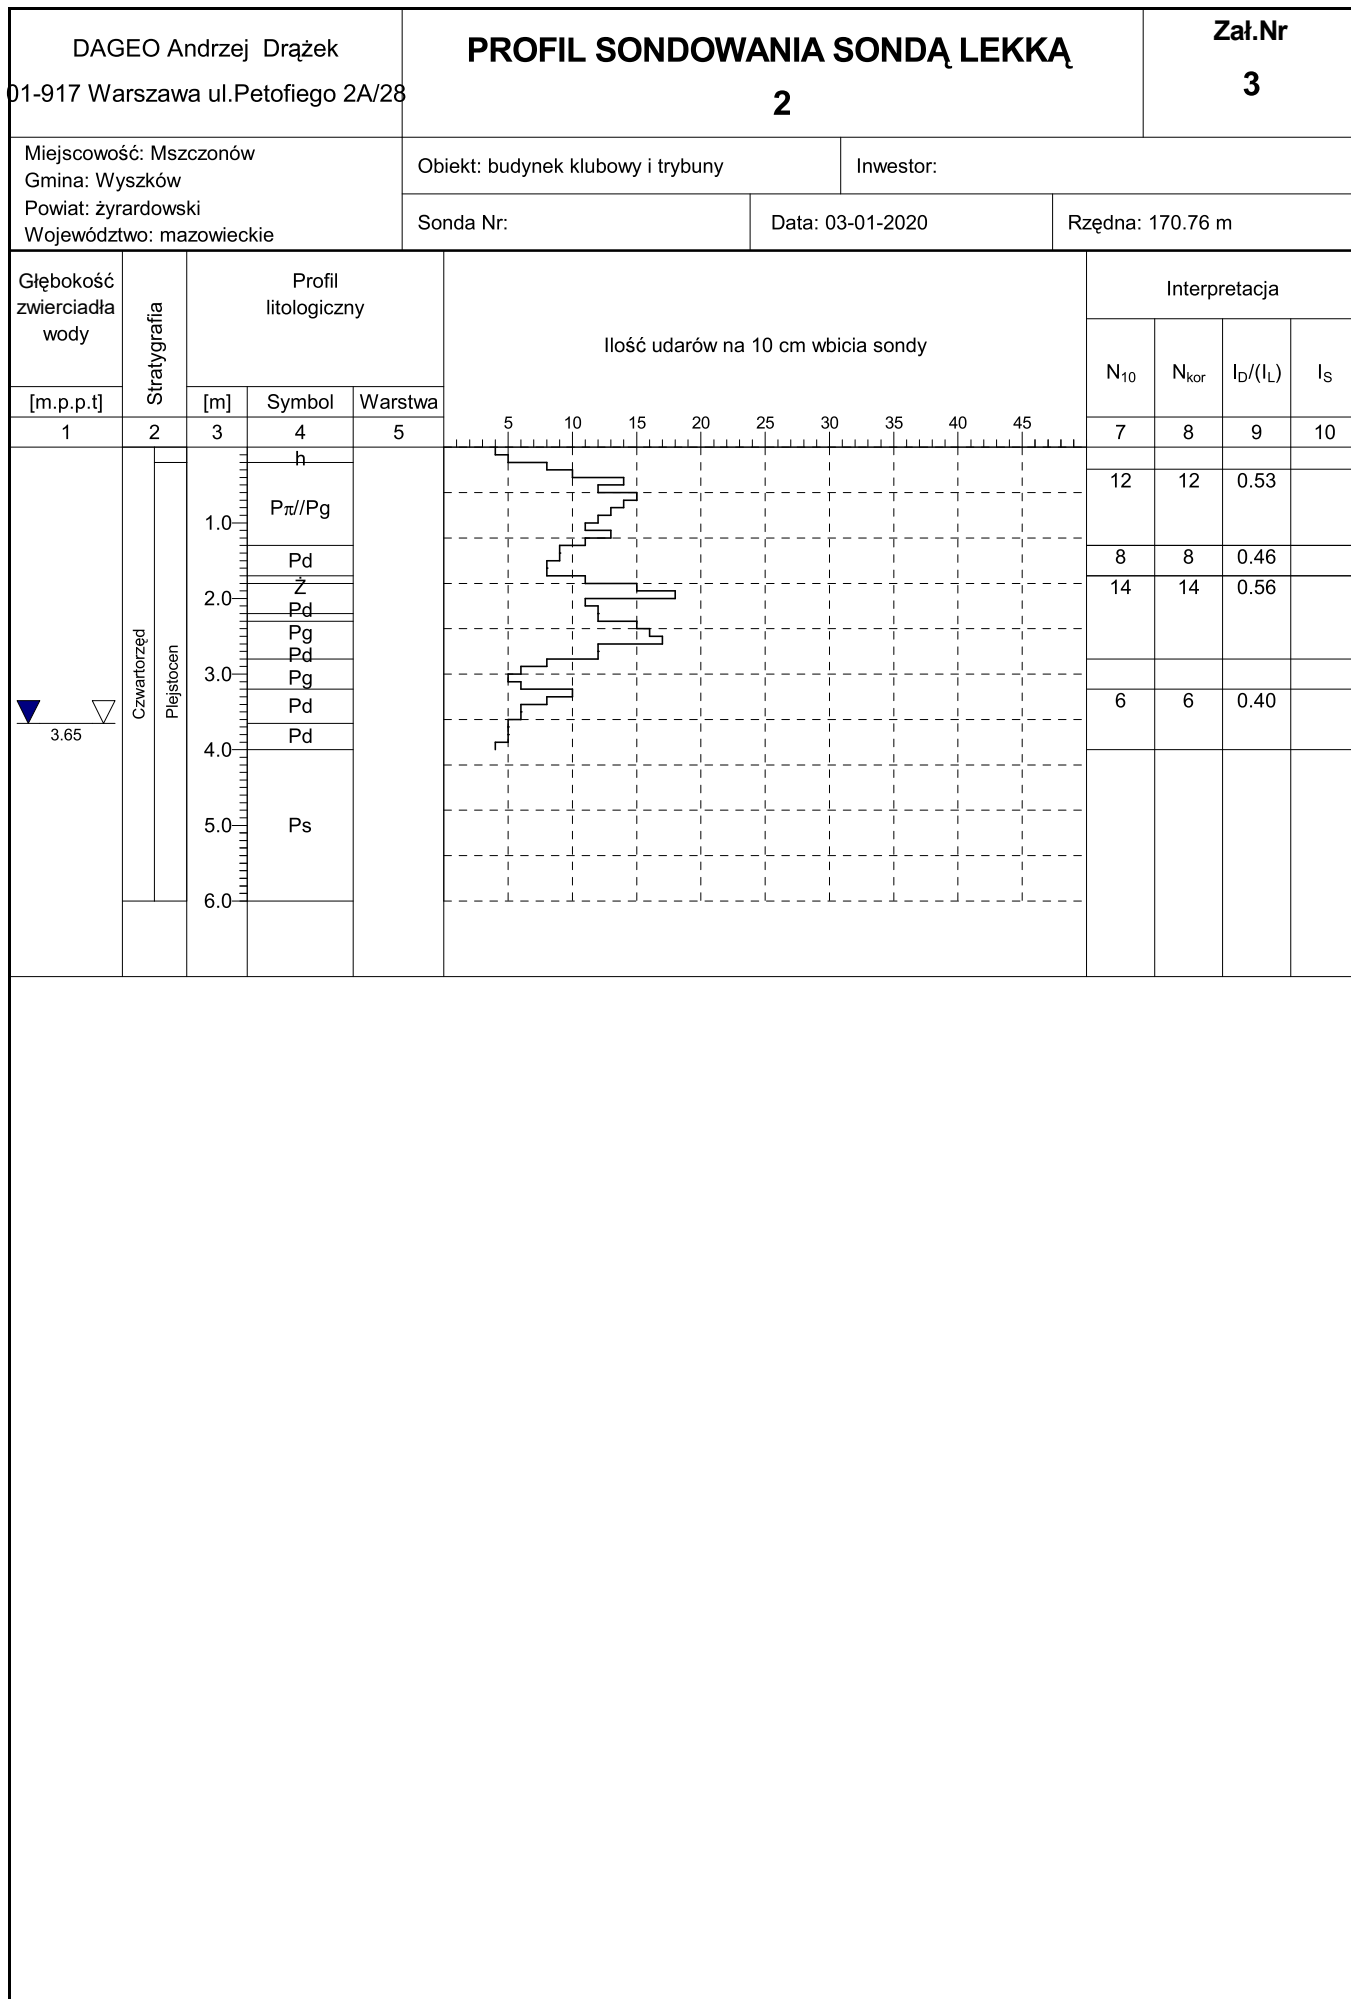 DAGEO Andrzej Drążek
01-917 Warszawa ul.Petofiego 2A/28
PROFIL SONDOWANIA SONDĄ LEKKĄ
2
Zał.Nr
3
Miejscowość: Mszczonów
Gmina: Wyszków
Powiat: żyrardowski
Województwo: mazowieckie
Obiekt: budynek klubowy i trybuny
Inwestor:
Sonda Nr:
Data: 03-01-2020
Rzędna: 170.76 m
Głębokość
zwierciadła
wody
[m.p.p.t]
Stratygrafia
Profil
litologiczny
[m] Symbol Warstwa
Ilość udarów na 10 cm wbicia sondy
Interpretacja
N10 Nkor ID/(IL) IS
5 10 15 20 25 30 35 40 45
1 2 3 4 5 7 8 9 10
h
Pπ//Pg 12 12 0.53
1.0
Pd 8 8 0.46
Ż 14 14 0.56
2.0
Pd
Pg
Pd
3.0 Pg
Pd 6 6 0.40
3.65
Pd
4.0
5.0 Ps
6.0
Czwartorzęd
Plejstocen